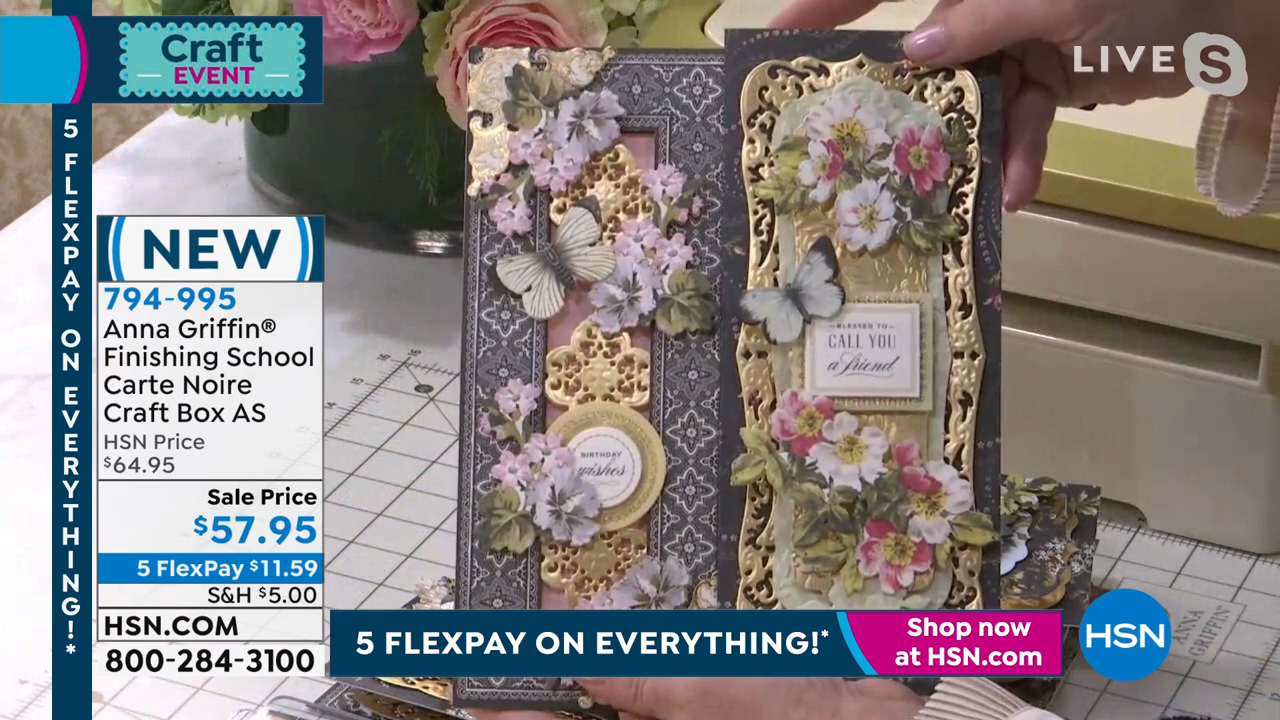 Craft
EVENT
LIVE S
5 FLEXPAY ON EVERYTHING!*
NEW
794-995
Anna Griffin®
Finishing School
Carte Noire
Craft Box AS
HSN Price
$64.95
Sale Price
$57.95
5 FlexPay $11.59
S&H $5.00
HSN.COM
800-284-3100
BLESSED TO
CALL YOU
a friend
BIRTHDAY
wishes
5 FLEXPAY ON EVERYTHING!*
Shop now
at HSN.com
HSN
ANNA
GRIFFIN